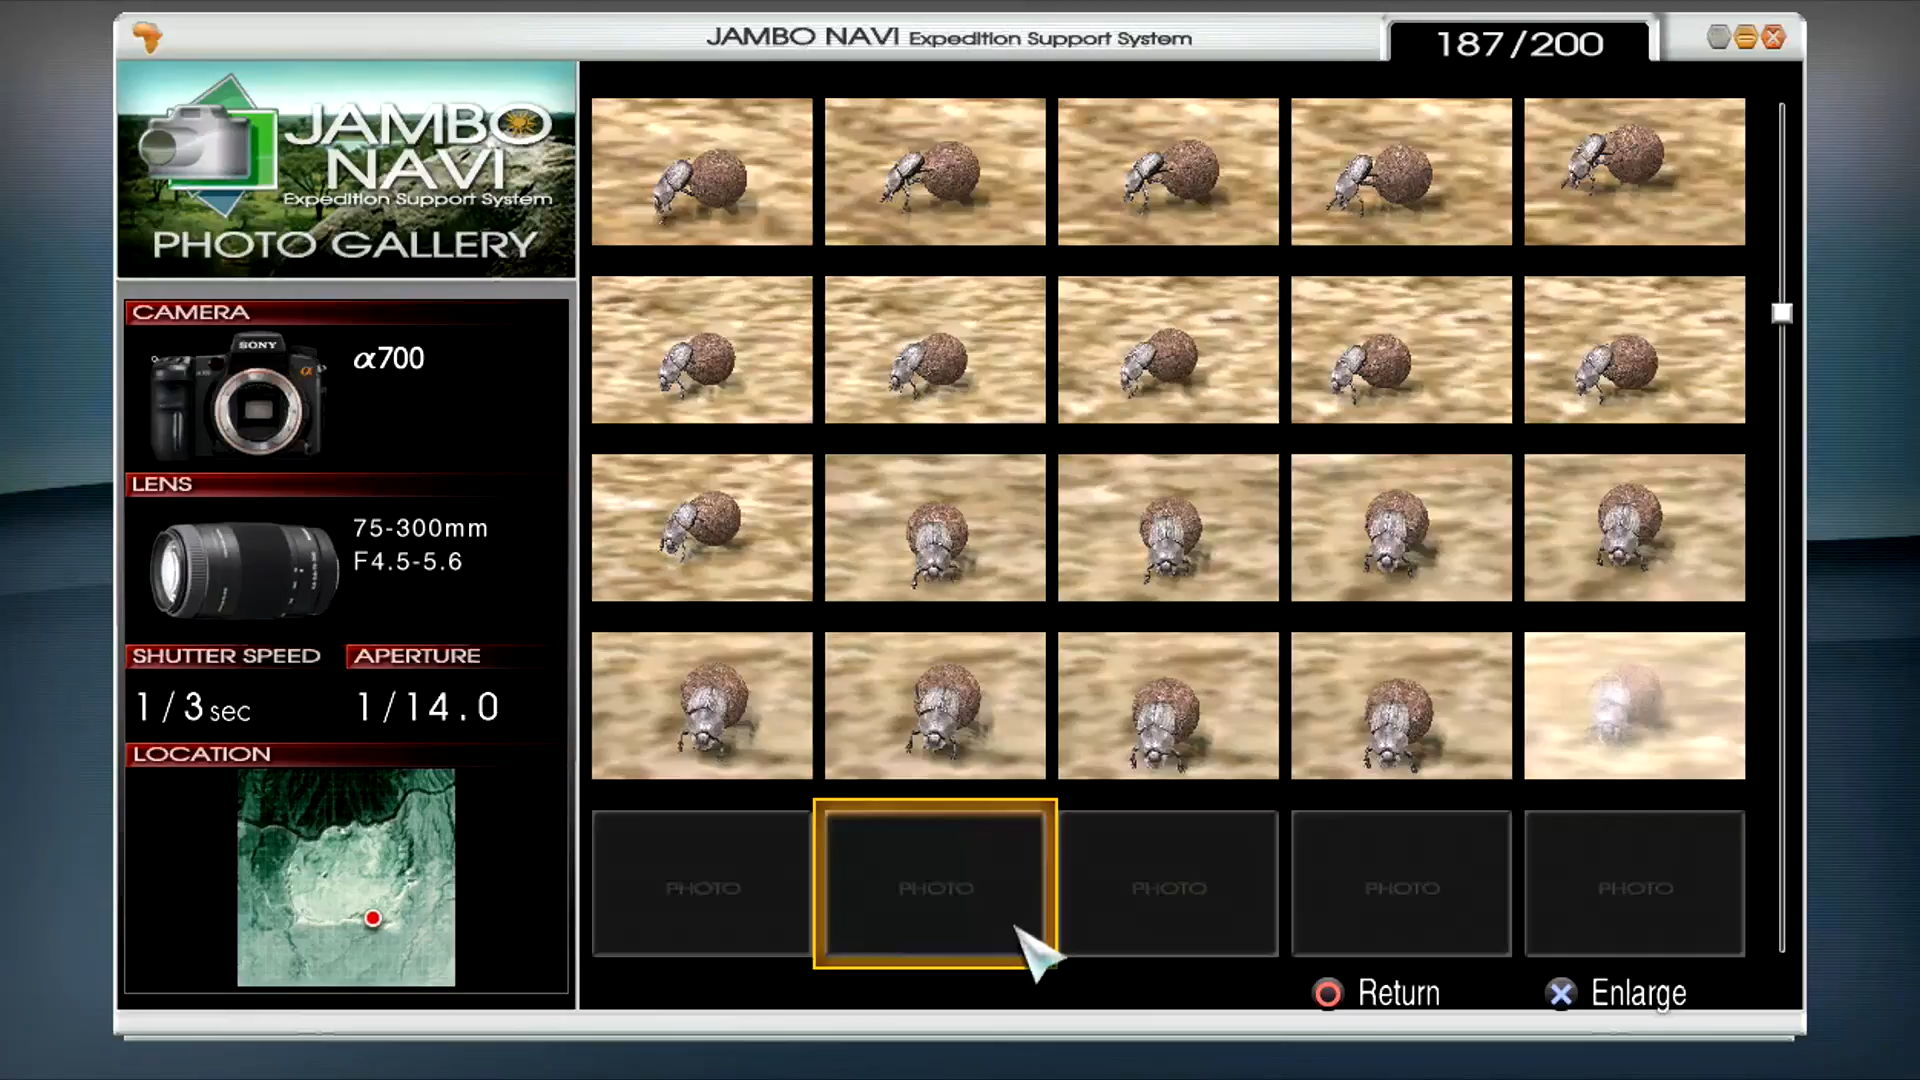 JAMBO NAVI Expedition Support System
187/200
JAMBO
NAVI
Expedition Support System
PHOTO GALLERY
CAMERA
SONY
α
α700
LENS
75-300mm
F4.5-5.6
SHUTTER SPEED
APERTURE
1/3sec
1/14.0
LOCATION
PHOTO
PHOTO
PHOTO
PHOTO
PHOTO
Return
Enlarge